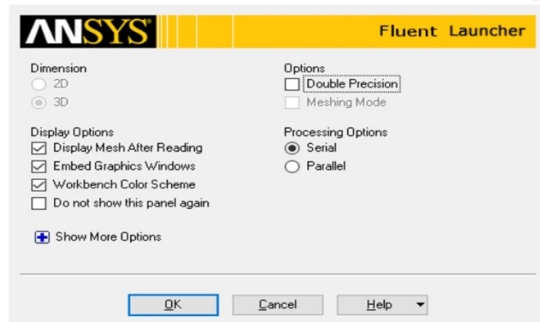 ANSYS®
Fluent Launcher
Dimension
2D
3D
Options
Double Precision
Meshing Mode
Display Options
Display Mesh After Reading
Embed Graphics Windows
Workbench Color Scheme
Do not show this panel again
Processing Options
Serial
Parallel
Show More Options
OK
Cancel
Help